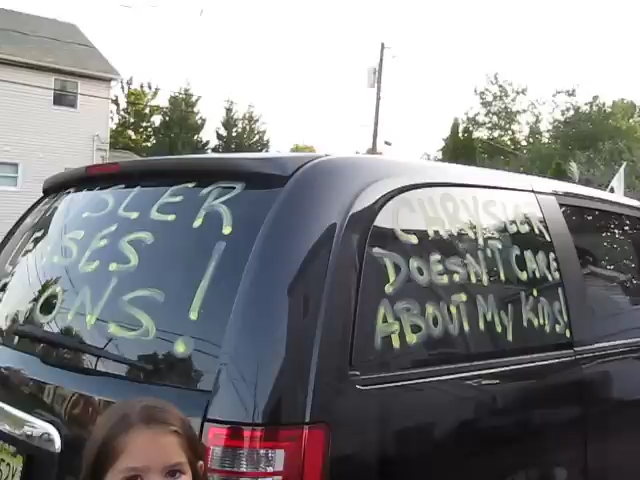 SLER
SES
ONS.!
CHRYSLER
DOESN'T CARE
ABOUT My KIDS!